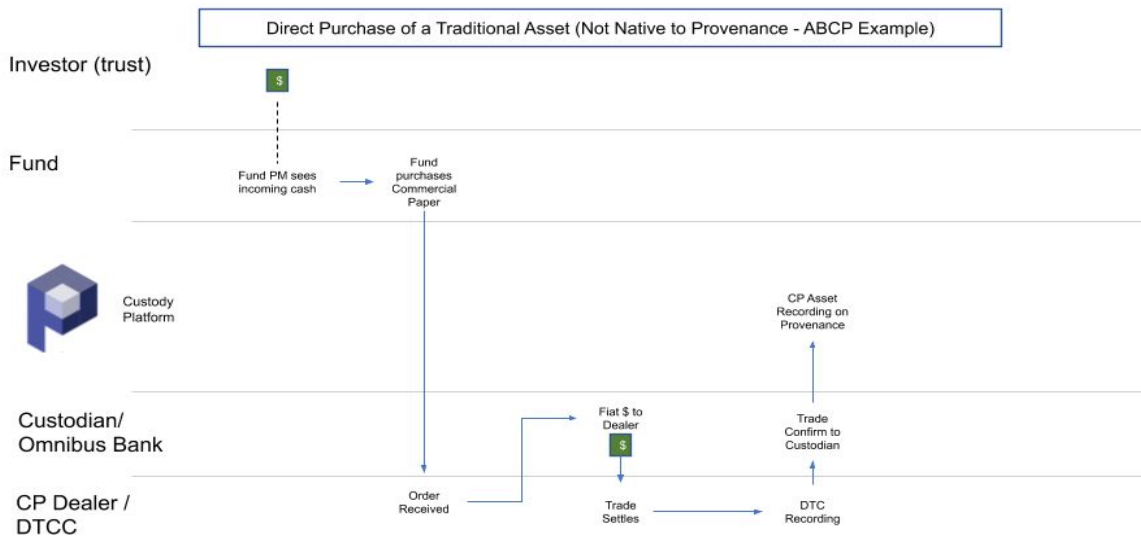 Direct Purchase of a Traditional Asset (Not Native to Provenance - ABCP Example)
Investor (trust)
$
Fund
Fund PM sees
incoming cash
Fund
purchases
Commercial
Paper
Custody
Platform
CP Asset
Recording on
Provenance
Custodian/
Omnibus Bank
Fiat $ to
Dealer
$
Trade
Confirm to
Custodian
CP Dealer /
DTCC
Order
Received
Trade
Settles
DTC
Recording